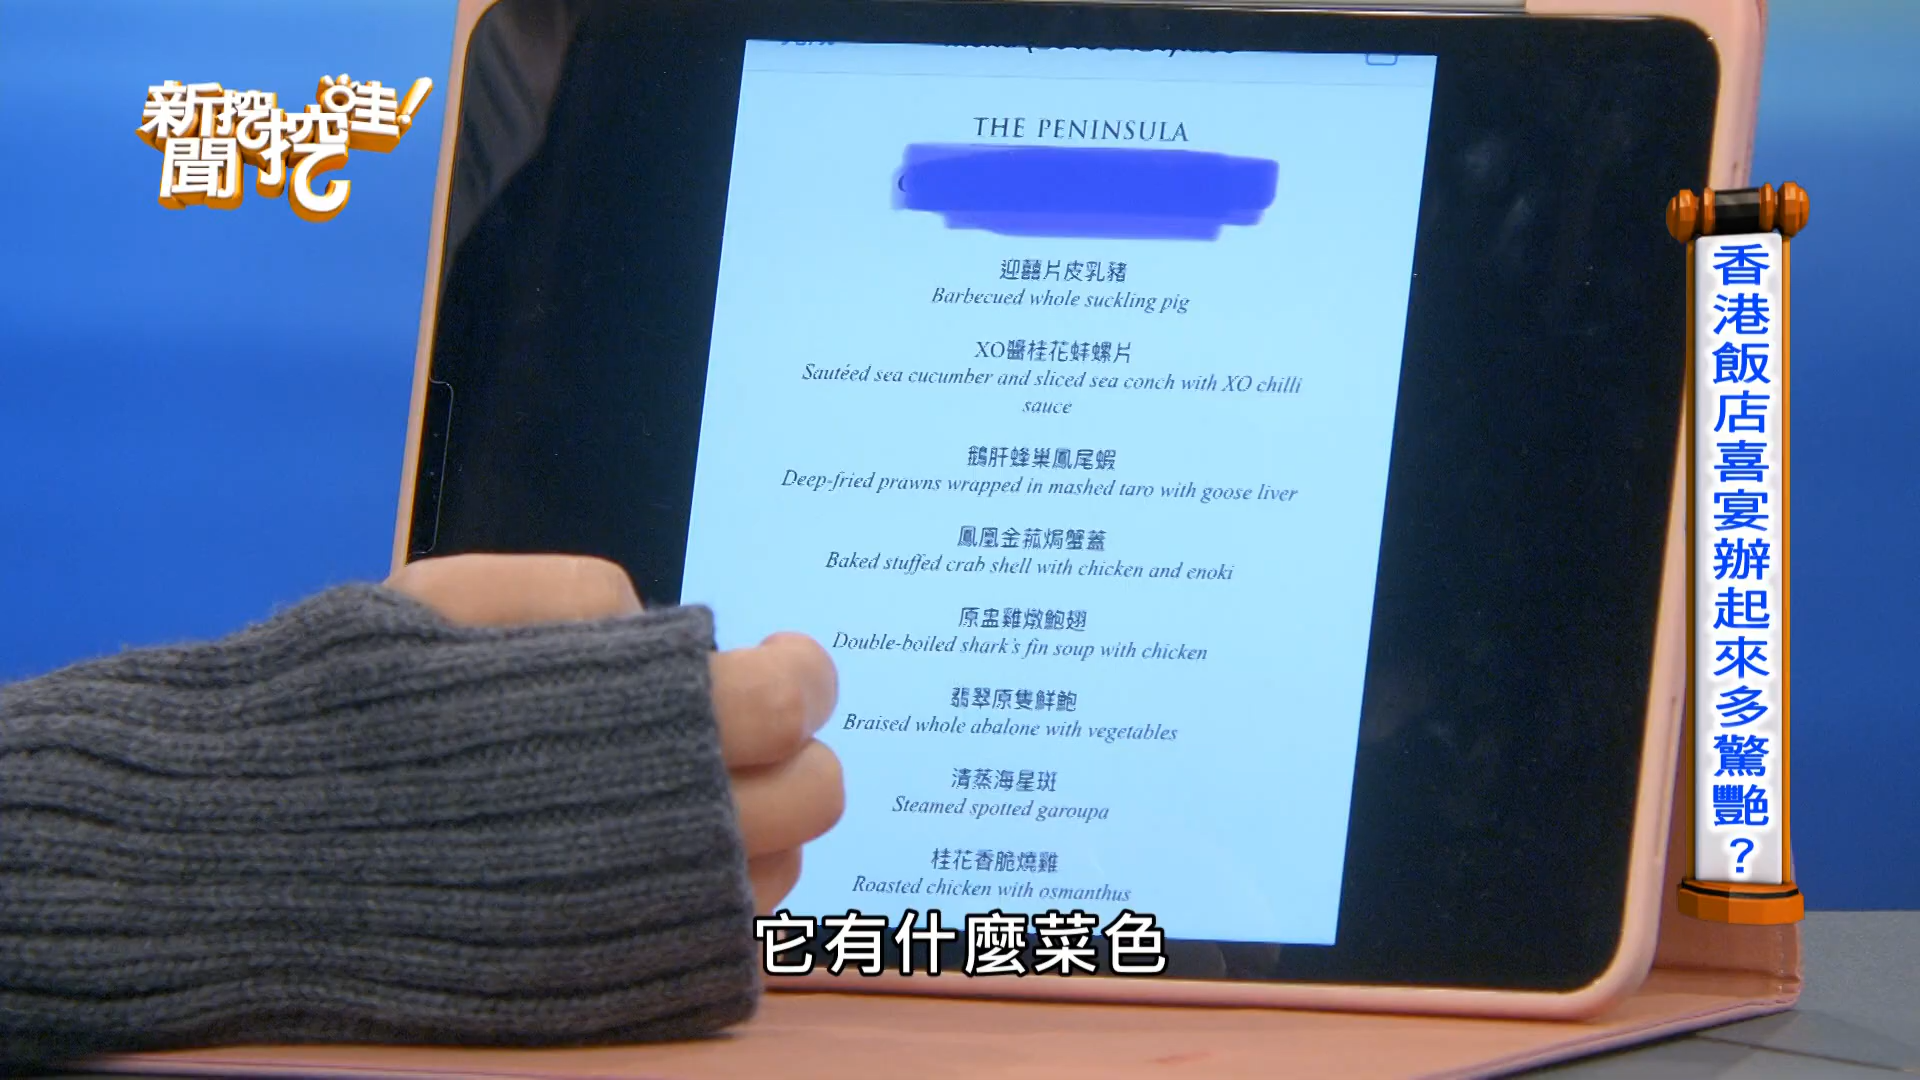 新聞挖挖哇！
THE PENINSULA
迎囍片皮乳豬
Barbecued whole suckling pig
XO醬桂花蚌螺片
Sautéed sea cucumber and sliced sea conch with XO chilli
sauce
鵝肝蜂巢鳳尾蝦
Deep-fried prawns wrapped in mashed taro with goose liver
鳳凰金菰焗蟹蓋
Baked stuffed crab shell with chicken and enoki
原盅雞燉鮑翅
Double-boiled shark's fin soup with chicken
翡翠原隻鮮鮑
Braised whole abalone with vegetables
清蒸海星斑
Steamed spotted garoupa
桂花香脆燒雞
Roasted chicken with osmanthus
香港飯店喜宴辦起來多驚艷？
它有什麼菜色